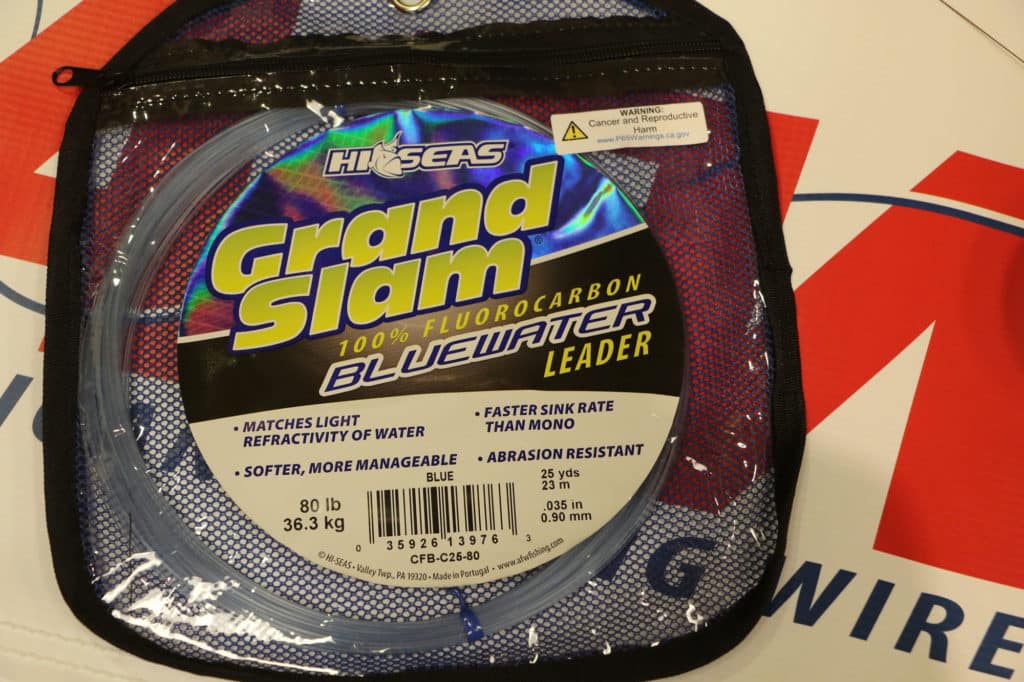 WARNING:
Cancer and Reproductive
Harm
www.P65Warnings.ca.gov
HI-SEAS
Grand
Slam®
100% FLUOROCARBON
BLUEWATER
LEADER
• MATCHES LIGHT
REFRACTIVITY OF WATER
• SOFTER, MORE MANAGEABLE
• FASTER SINK RATE
THAN MONO
• ABRASION RESISTANT
BLUE
80 lb
36.3 kg
25 yds
23 m
.035 in
0.90 mm
0 35926 13976 3
CFB-C25-80
© HI-SEAS • Valley Twp., PA 19320 • Made in Portugal • www.afwfishing.com
NG WIRE